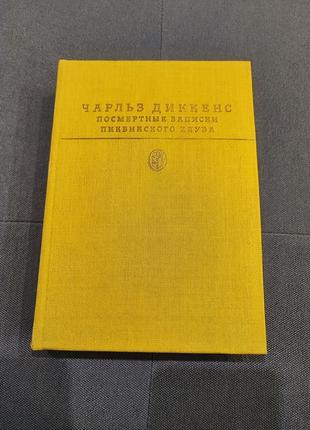 ЧАРЛЬЗ ДИККЕНС
ПОСМЕРТНЫЕ ЗАПИСКИ
ПИКВИКСКОГО КЛУБА